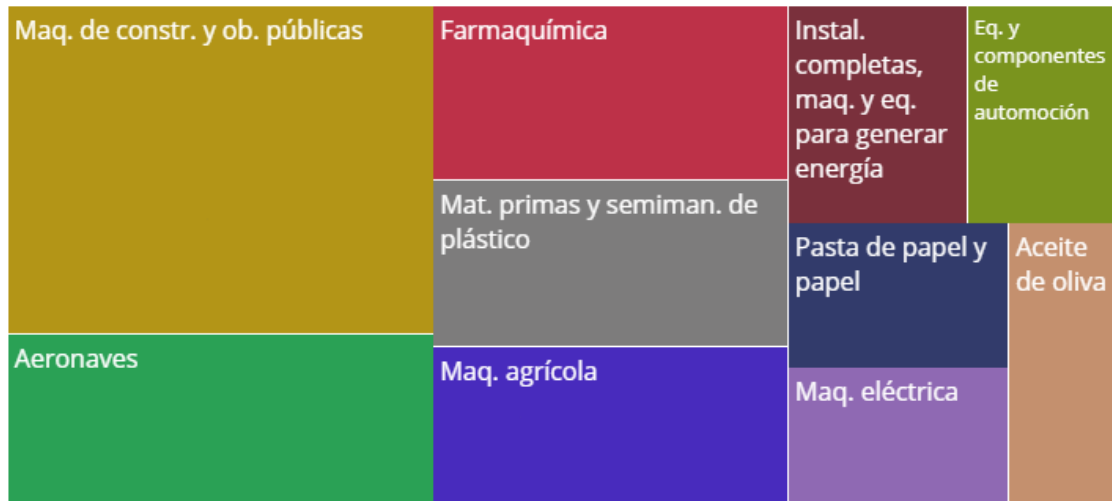 Maq. de constr. y ob. públicas
Aeronaves
Farmaquímica
Mat. primas y semiman. de
plástico
Maq. agrícola
Instal.
completas,
maq. y eq.
para generar
energía
Eq. y
componentes
de
automoción
Pasta de papel y
papel
Maq. eléctrica
Aceite
de oliva